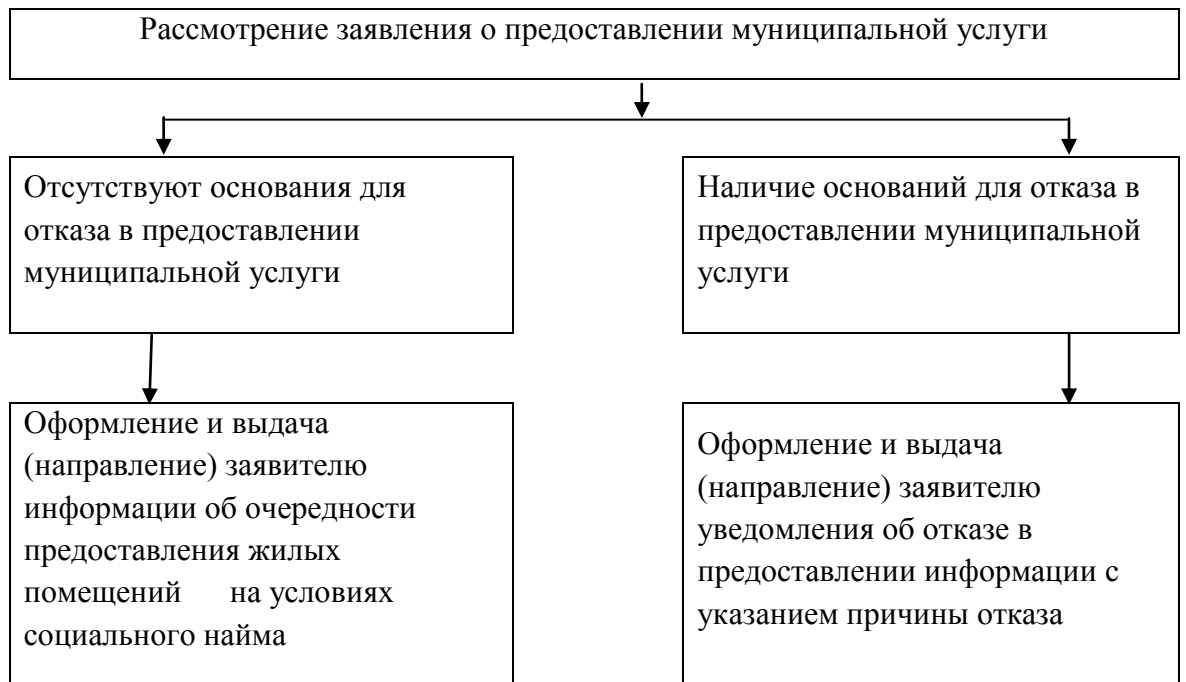 Рассмотрение заявления о предоставлении муниципальной услуги
Отсутствуют основания для
отказа в предоставлении
муниципальной услуги
Наличие оснований для отказа в
предоставлении муниципальной
услуги
Оформление и выдача
(направление) заявителю
информации об очередности
предоставления жилых
помещений на условиях
социального найма
Оформление и выдача
(направление) заявителю
уведомления об отказе в
предоставлении информации с
указанием причины отказа